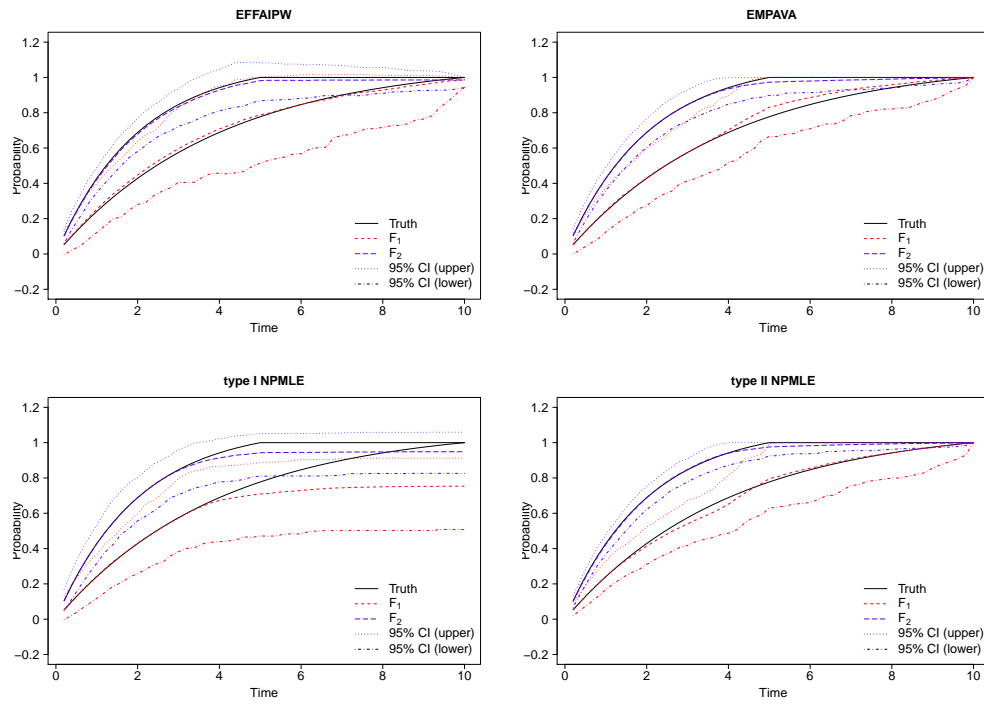 EFFAIPW
1.2
1
0.8
0.6
0.4
0.2
0
−0.2
Probability
0 2 4 6 8 10
Time
Truth
F1
F2
95% CI (upper)
95% CI (lower)
EMPAVA
1.2
1
0.8
0.6
0.4
0.2
0
−0.2
Probability
0 2 4 6 8 10
Time
Truth
F1
F2
95% CI (upper)
95% CI (lower)
type I NPMLE
1.2
1
0.8
0.6
0.4
0.2
0
−0.2
Probability
0 2 4 6 8 10
Time
Truth
F1
F2
95% CI (upper)
95% CI (lower)
type II NPMLE
1.2
1
0.8
0.6
0.4
0.2
0
−0.2
Probability
0 2 4 6 8 10
Time
Truth
F1
F2
95% CI (upper)
95% CI (lower)